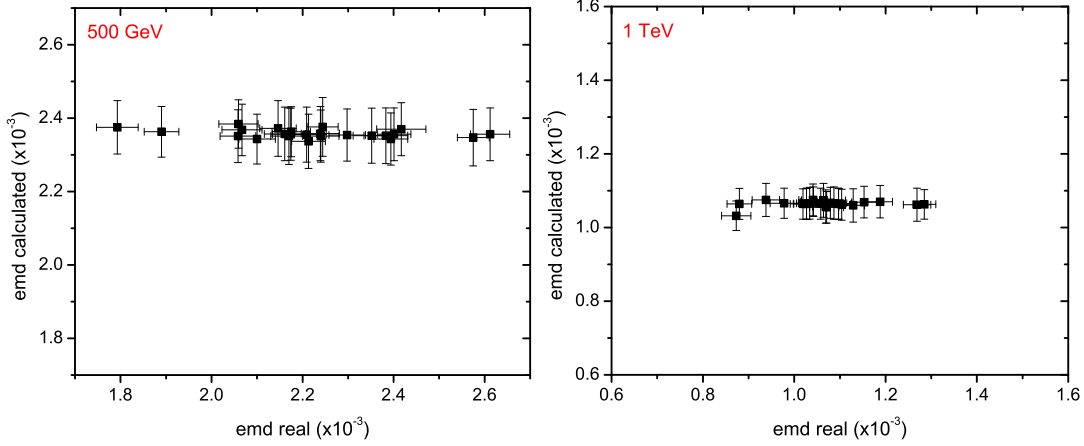 500 GeV
2.6
2.4
2.2
2.0
1.8
emd calculated (x10⁻³)
1.8 2.0 2.2 2.4 2.6
emd real (x10⁻³)
1 TeV
1.6
1.4
1.2
1.0
0.8
0.6
emd calculated (x10⁻³)
0.6 0.8 1.0 1.2 1.4 1.6
emd real (x10⁻³)